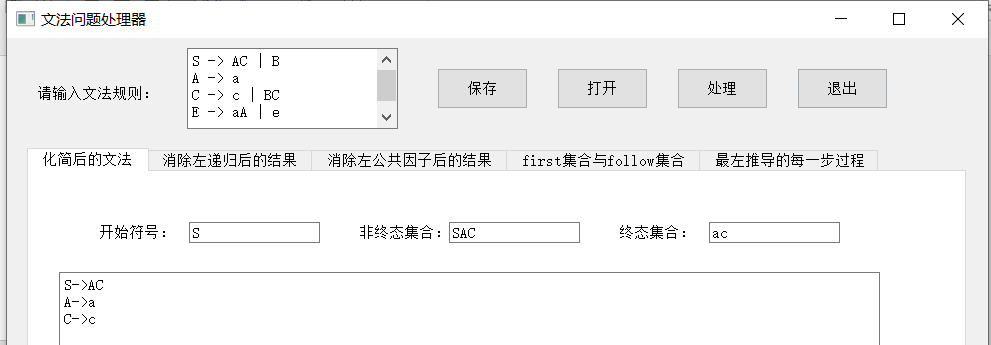 文法问题处理器
请输入文法规则：
S -> AC | B
A -> a
C -> c | BC
E -> aA | e
保存
打开
处理
退出
化简后的文法
消除左递归后的结果
消除左公共因子后的结果
first集合与follow集合
最左推导的每一步过程
开始符号：
S
非终态集合：
SAC
终态集合：
ac
S->AC
A->a
C->c